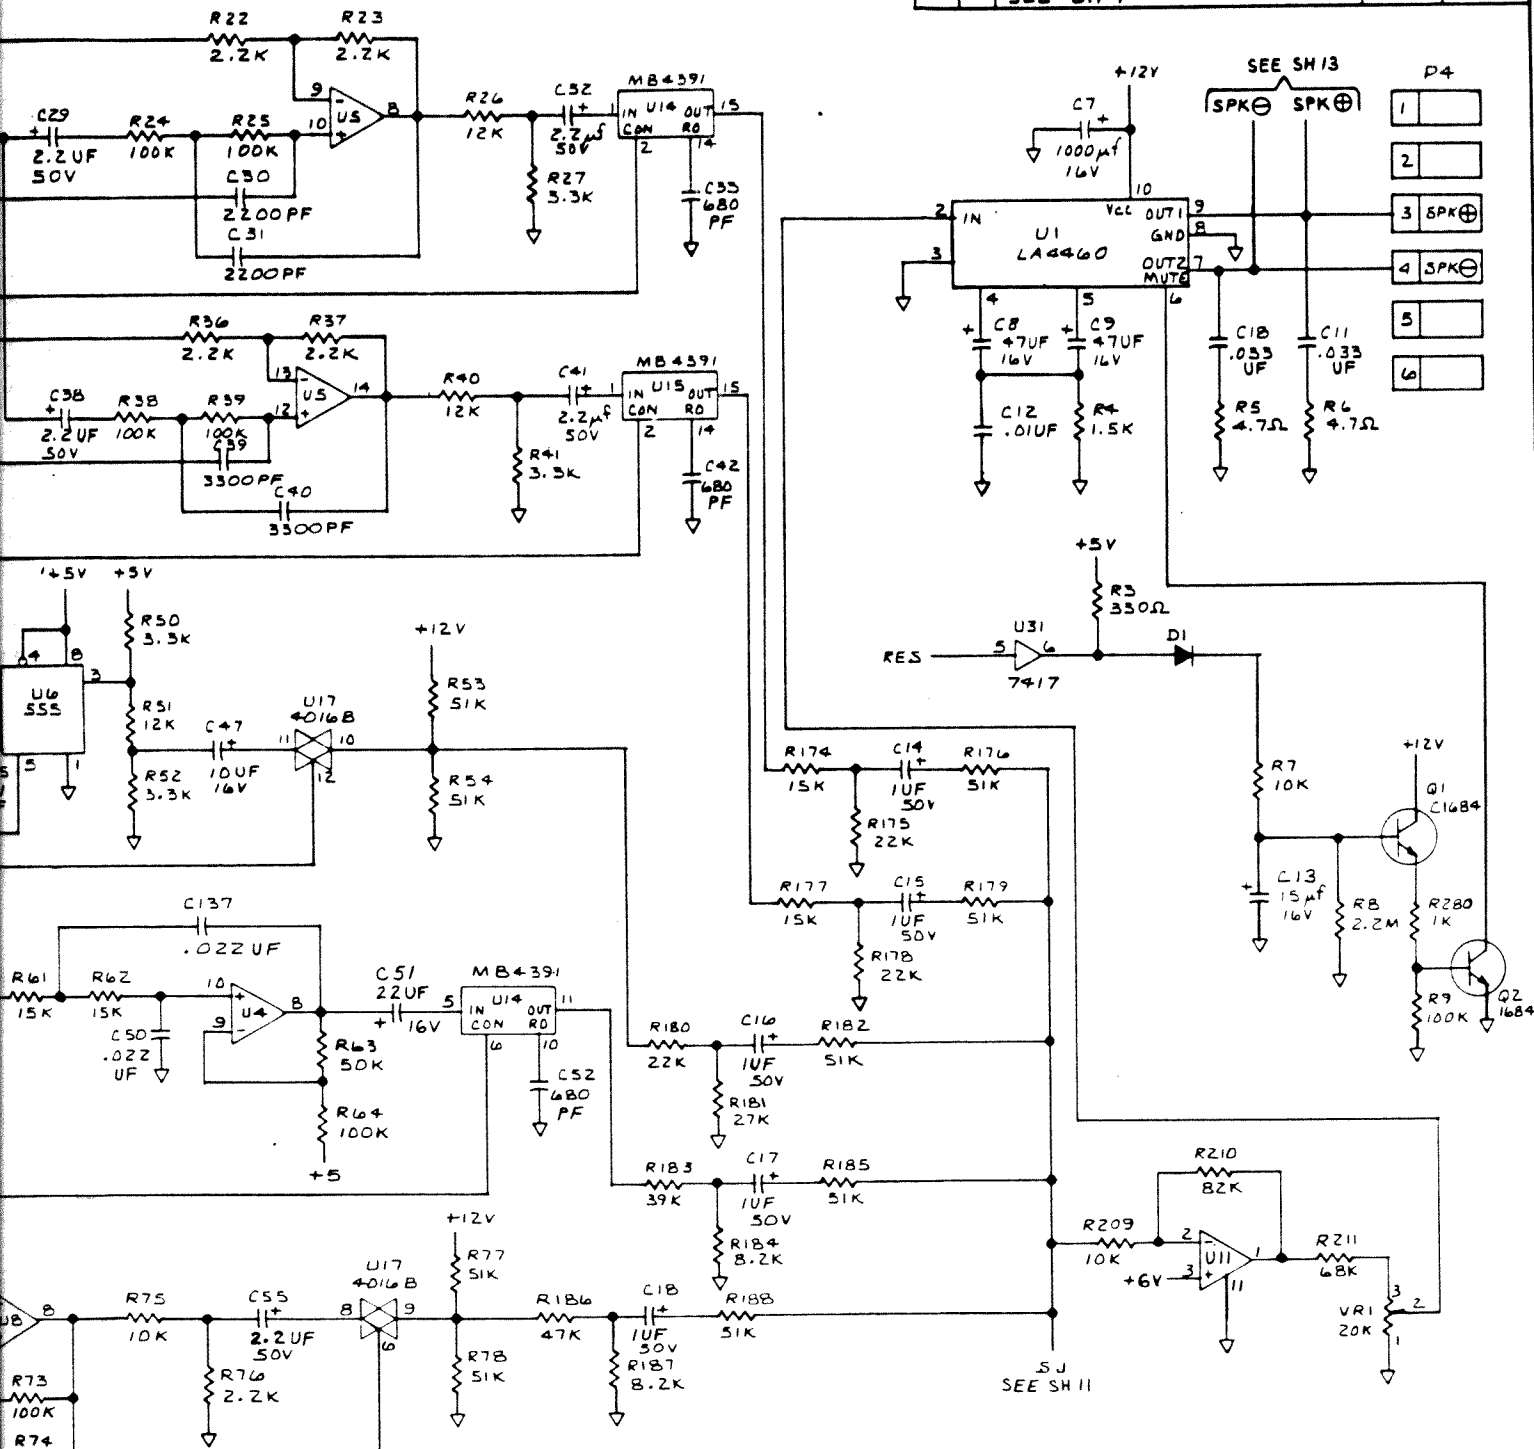 R22
2.2K
R23
2.2K
C29
+
2.2UF
50V
R24
100K
R25
100K
C30
2200PF
C31
2200PF
9
10
U5
8
R26
12K
R27
3.3K
C32
+
2.2µf
50V
MB4391
1 IN U14 OUT 15
CON RO
2
14
C33
680
PF
+12V
C7
+
1000µf
16V
SEE SH13
SPK⊖ SPK⊕
P4
1
2
3 SPK⊕
4 SPK⊖
5
6
10
VCC
2 IN
3
U1
LA4460
OUT1 9
GND 8
OUT2 7
MUTE
6
4
5
+ C8
47UF
16V
+ C9
47UF
16V
C12
.01UF
R4
1.5K
C18
.033
UF
C11
.033
UF
R5
4.7Ω
R6
4.7Ω
R36
2.2K
R37
2.2K
13
12
U5
14
C38
+
2.2UF
50V
R38
100K
R39
100K
C39
3300PF
C40
3300PF
R40
12K
R41
3.3K
C41
+
2.2µf
50V
MB4391
1 IN U15 OUT 15
CON RO
2
14
C42
680
PF
+5V
R3
330Ω
RES
5
U31
6
7417
D1
+5V
+5V
4
8
3
U6
555
5
1
R50
3.3K
R51
12K
R52
3.3K
C47
+
10UF
16V
U17
4016B
11
10
12
+12V
R53
51K
R54
51K
R174
15K
R175
22K
C14
+
1UF
50V
R176
51K
R177
15K
R178
22K
C15
+
1UF
50V
R179
51K
R7
10K
+12V
Q1
C1684
+ C13
15µf
16V
R8
2.2M
R280
1K
R9
100K
Q2
1684
C137
.022UF
R61
15K
R62
15K
C50
.022
UF
10
9
U4
8
R63
50K
R64
100K
+5
C51
22UF
+
16V
MB4391
5 IN U14 OUT 11
CON RO
6
10
C52
680
PF
R180
22K
R181
27K
C16
+
1UF
50V
R182
51K
R183
39K
R184
8.2K
C17
+
1UF
50V
R185
51K
R209
10K
R210
82K
2
+6V 3
U11
1
11
R211
68K
VR1
20K
3
2
1
U8
8
R73
100K
R74
R75
10K
R76
2.2K
C55
+
2.2UF
50V
U17
4016B
8
9
6
+12V
R77
51K
R78
51K
R186
47K
R187
8.2K
C18
+
1UF
50V
R188
51K
SJ
SEE SH 11